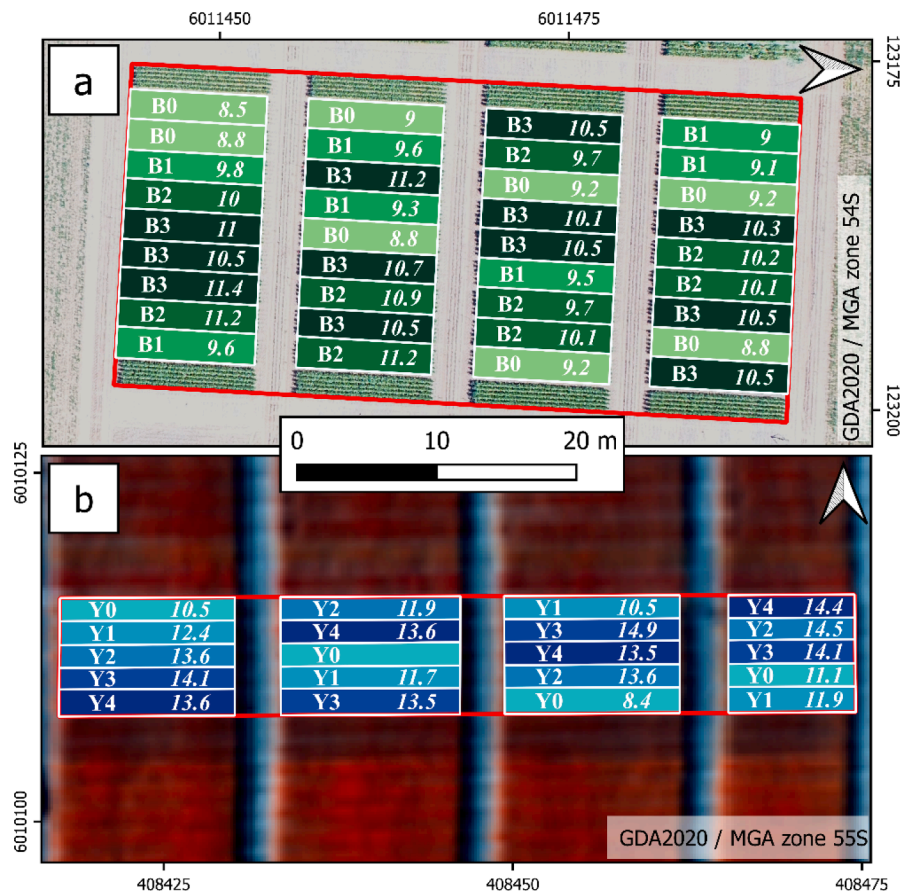 6011450 6011475
a
123175
B0 8.5
B0 8.8
B1 9.8
B2 10
B3 11
B3 10.5
B3 11.4
B2 11.2
B1 9.6
B0 9
B1 9.6
B3 11.2
B1 9.3
B0 8.8
B3 10.7
B2 10.9
B3 10.5
B2 11.2
B3 10.5
B2 9.7
B0 9.2
B3 10.1
B3 10.5
B1 9.5
B2 9.7
B2 10.1
B0 9.2
B1 9
B1 9.1
B0 9.2
B3 10.3
B2 10.2
B2 10.1
B3 10.5
B0 8.8
B3 10.5
GDA2020 / MGA zone 54S
123200
0 10 20 m
6010125
b
Y0 10.5
Y1 12.4
Y2 13.6
Y3 14.1
Y4 13.6
Y2 11.9
Y4 13.6
Y0
Y1 11.7
Y3 13.5
Y1 10.5
Y3 14.9
Y4 13.5
Y2 13.6
Y0 8.4
Y4 14.4
Y2 14.5
Y3 14.1
Y0 11.1
Y1 11.9
6010100
GDA2020 / MGA zone 55S
408425 408450 408475